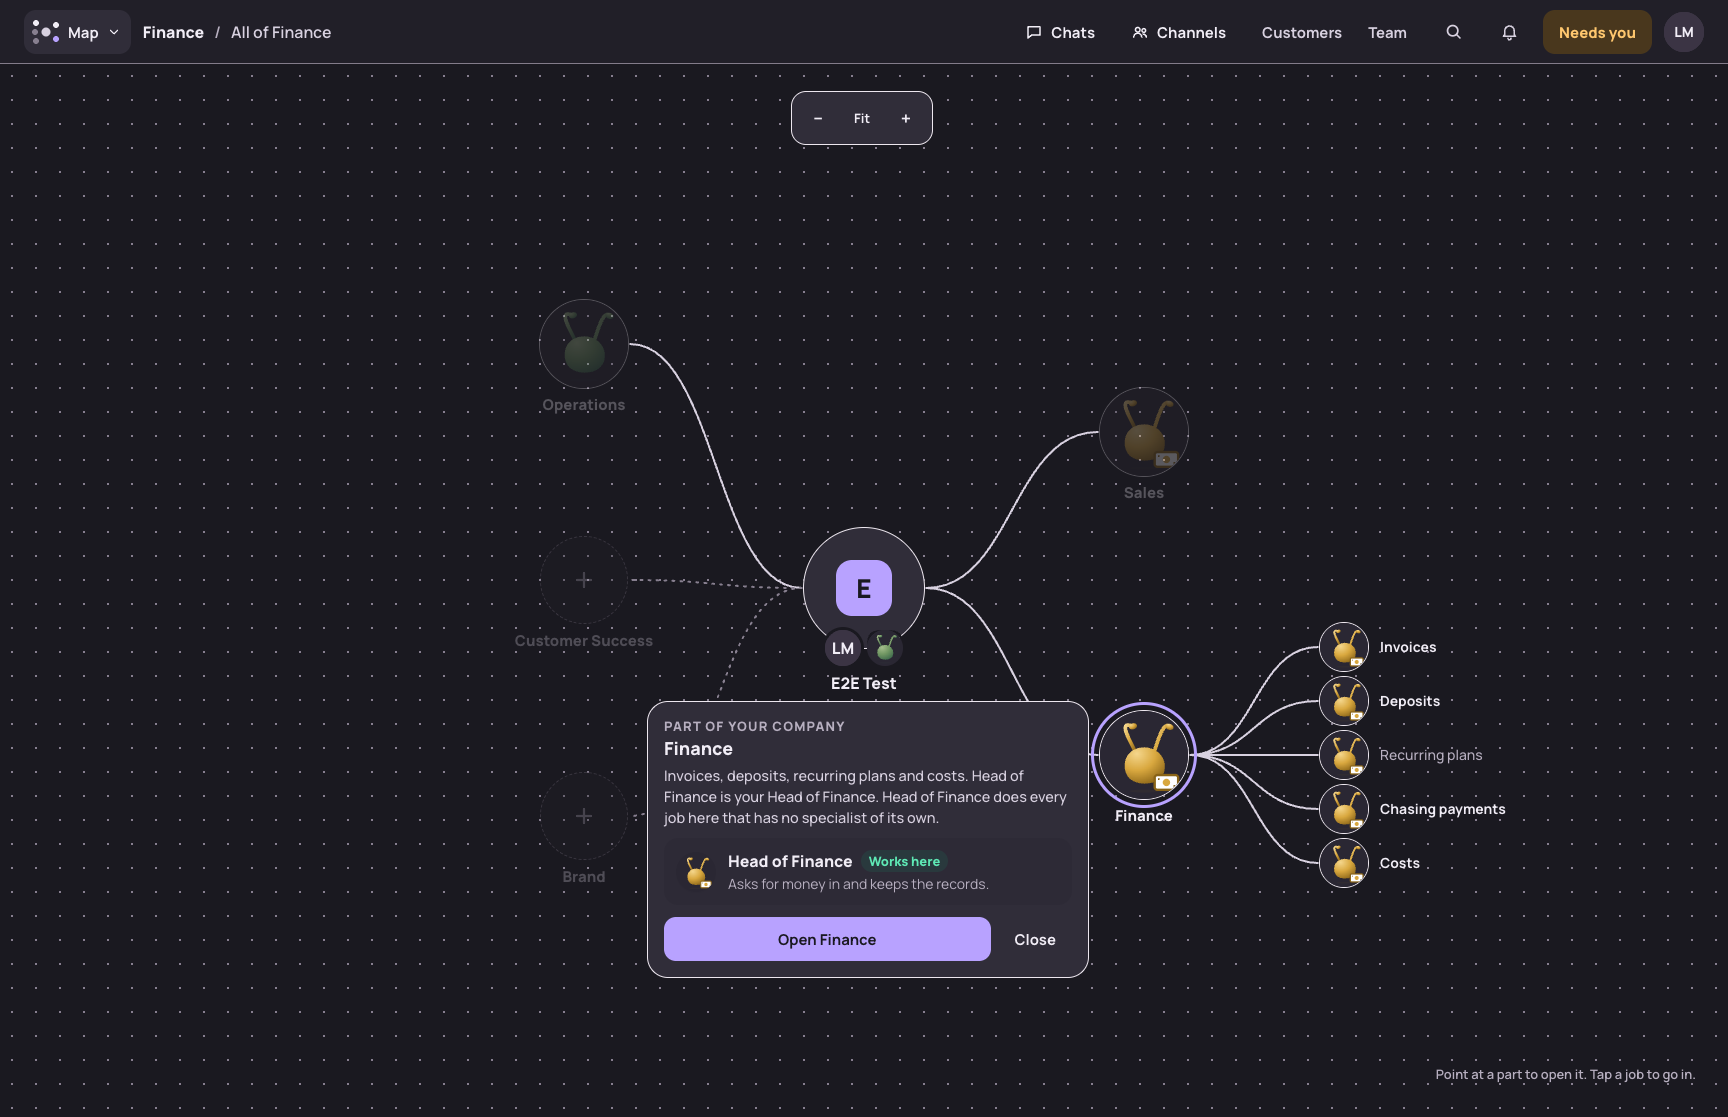 Map
Finance / All of Finance
Chats
Channels
Customers
Team
Needs you
LM
− Fit +
Operations
Sales
Customer Success
E
LM
E2E Test
Brand
PART OF YOUR COMPANY
Finance
Invoices, deposits, recurring plans and costs. Head of
Finance is your Head of Finance. Head of Finance does every
job here that has no specialist of its own.
Head of Finance Works here
Asks for money in and keeps the records.
Open Finance
Close
Finance
Invoices
Deposits
Recurring plans
Chasing payments
Costs
Point at a part to open it. Tap a job to go in.